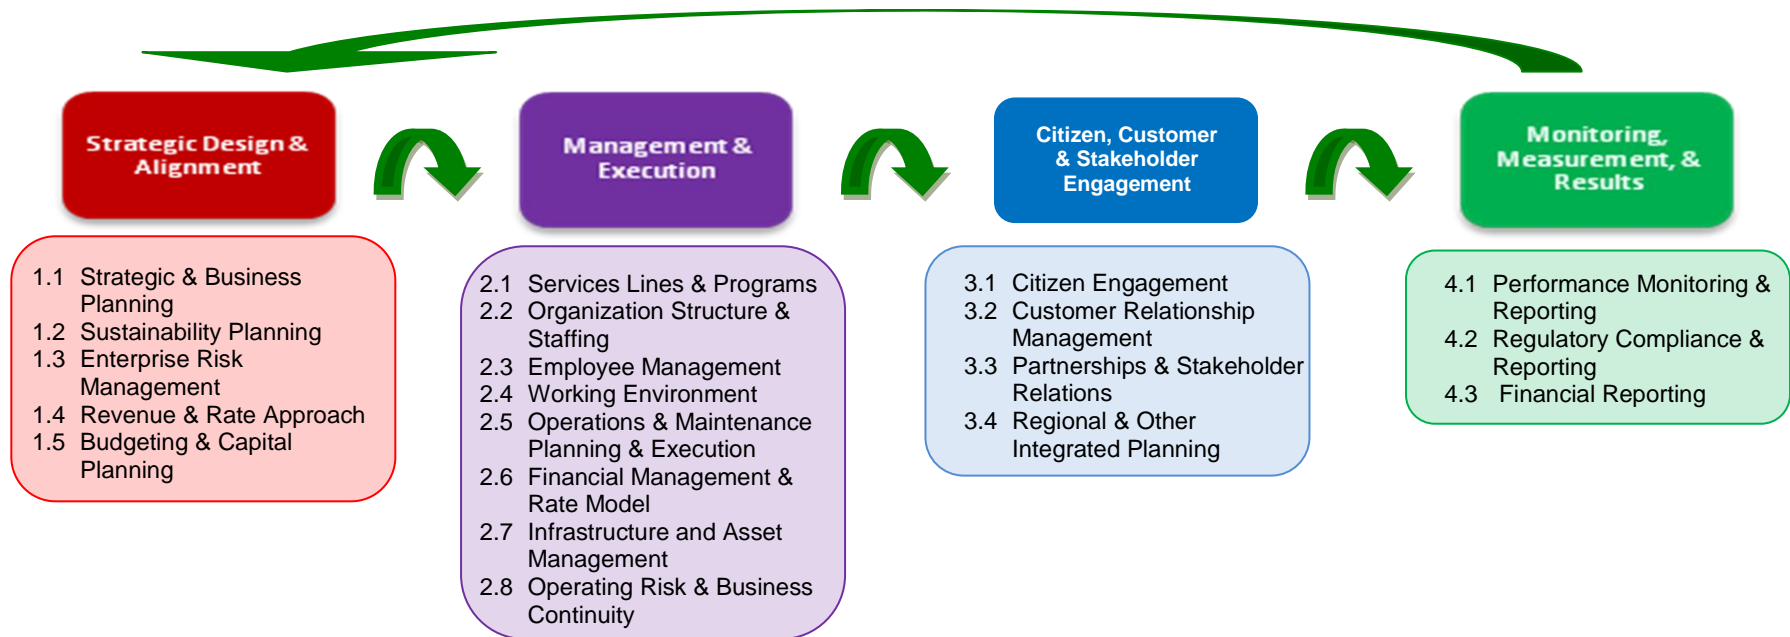 Strategic Design &
Alignment
Management &
Execution
Citizen, Customer
& Stakeholder
Engagement
Monitoring,
Measurement, &
Results
1.1 Strategic & Business
Planning
1.2 Sustainability Planning
1.3 Enterprise Risk
Management
1.4 Revenue & Rate Approach
1.5 Budgeting & Capital
Planning
2.1 Services Lines & Programs
2.2 Organization Structure &
Staffing
2.3 Employee Management
2.4 Working Environment
2.5 Operations & Maintenance
Planning & Execution
2.6 Financial Management &
Rate Model
2.7 Infrastructure and Asset
Management
2.8 Operating Risk & Business
Continuity
3.1 Citizen Engagement
3.2 Customer Relationship
Management
3.3 Partnerships & Stakeholder
Relations
3.4 Regional & Other
Integrated Planning
4.1 Performance Monitoring &
Reporting
4.2 Regulatory Compliance &
Reporting
4.3 Financial Reporting